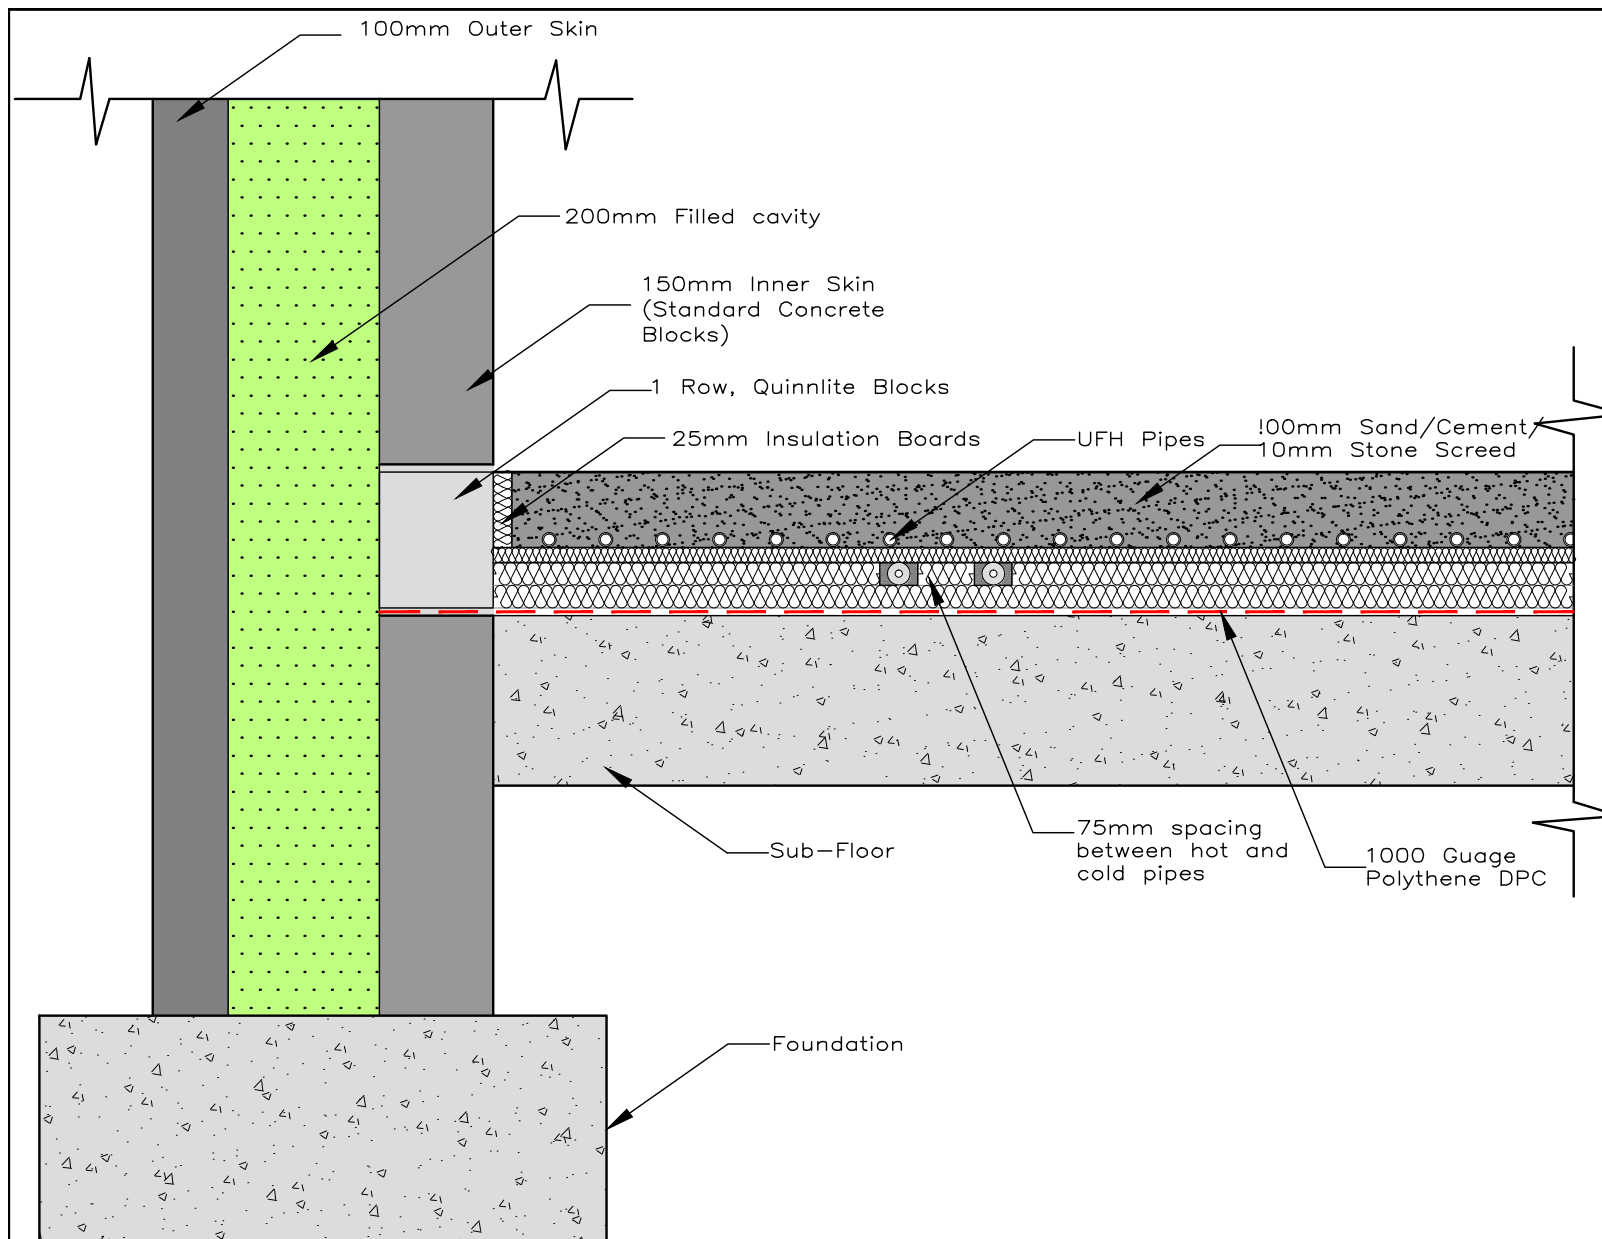 100mm Outer Skin
200mm Filled cavity
150mm Inner Skin
(Standard Concrete
Blocks)
1 Row, Quinnlite Blocks
25mm Insulation Boards
UFH Pipes
100mm Sand/Cement/
10mm Stone Screed
75mm spacing
between hot and
cold pipes
1000 Guage
Polythene DPC
Sub-Floor
Foundation